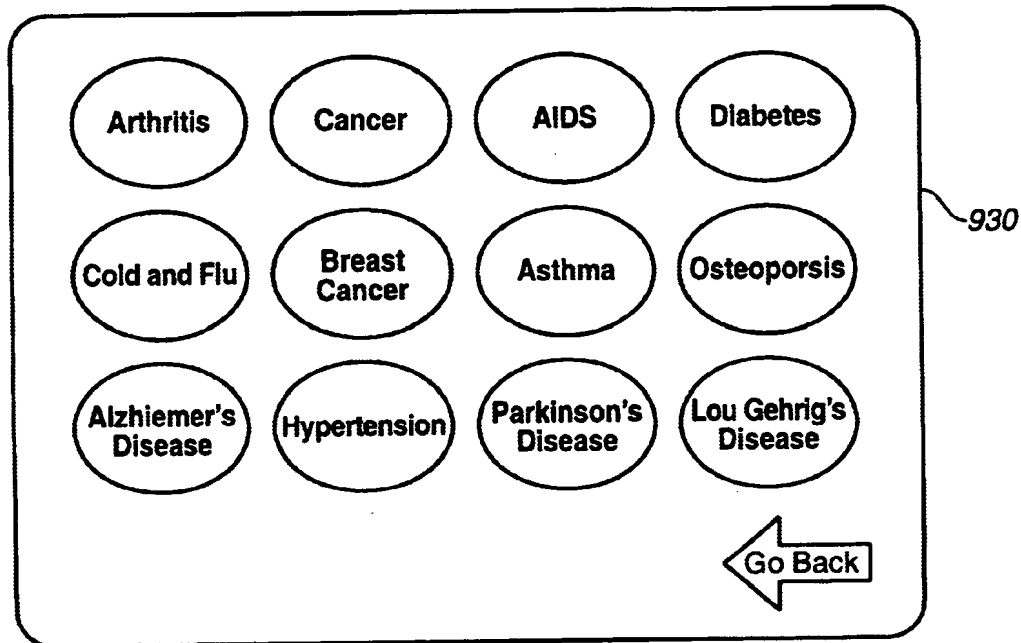 Arthritis
Cancer
AIDS
Diabetes
930
Cold and Flu
Breast
Cancer
Asthma
Osteoporsis
Alzhiemer's
Disease
Hypertension
Parkinson's
Disease
Lou Gehrig's
Disease
Go Back